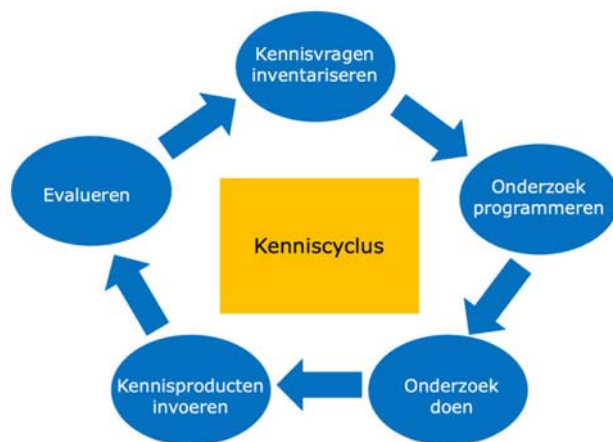 Kennisvragen
inventariseren
Onderzoek
programmeren
Onderzoek
doen
Kennisproducten
invoeren
Evalueren
Kenniscyclus